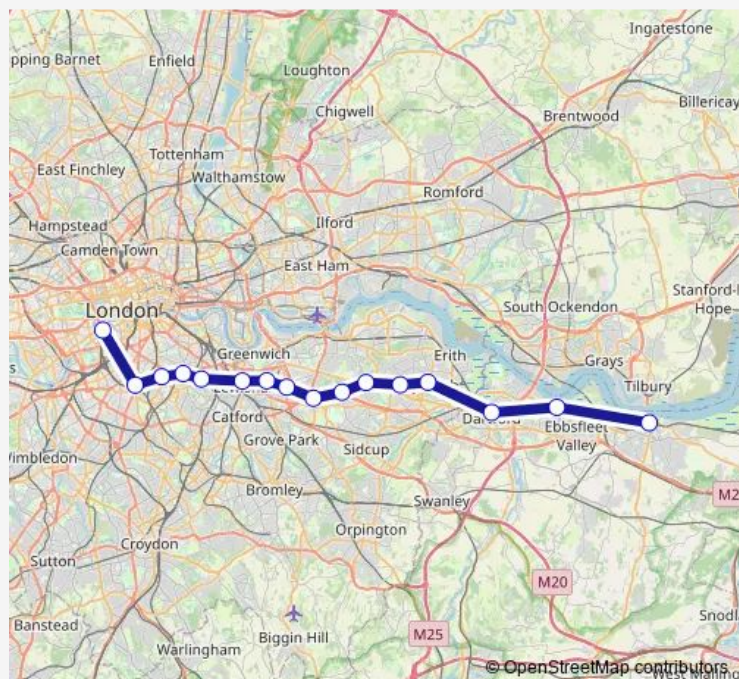 Ingatestone
pping Barnet
Enfield
Loughton
Billericay
Chigwell
Brentwood
Tottenham
East Finchley
Walthamstow
Romford
Hampstead
Ilford
Camden Town
East Ham
Stanford-l
Hope
London
South Ockendon
Greenwich
Erith
Grays
Tilbury
Catford
Ebbsfleet
Valley
Grove Park
Sidcup
Wimbledon
Bromley
Swanley
M2
Orpington
Croydon
Sutton
M20
Snodl
Banstead
Biggin Hill
M25
Warlingham
© OpenStreetMap contributors
West Malling